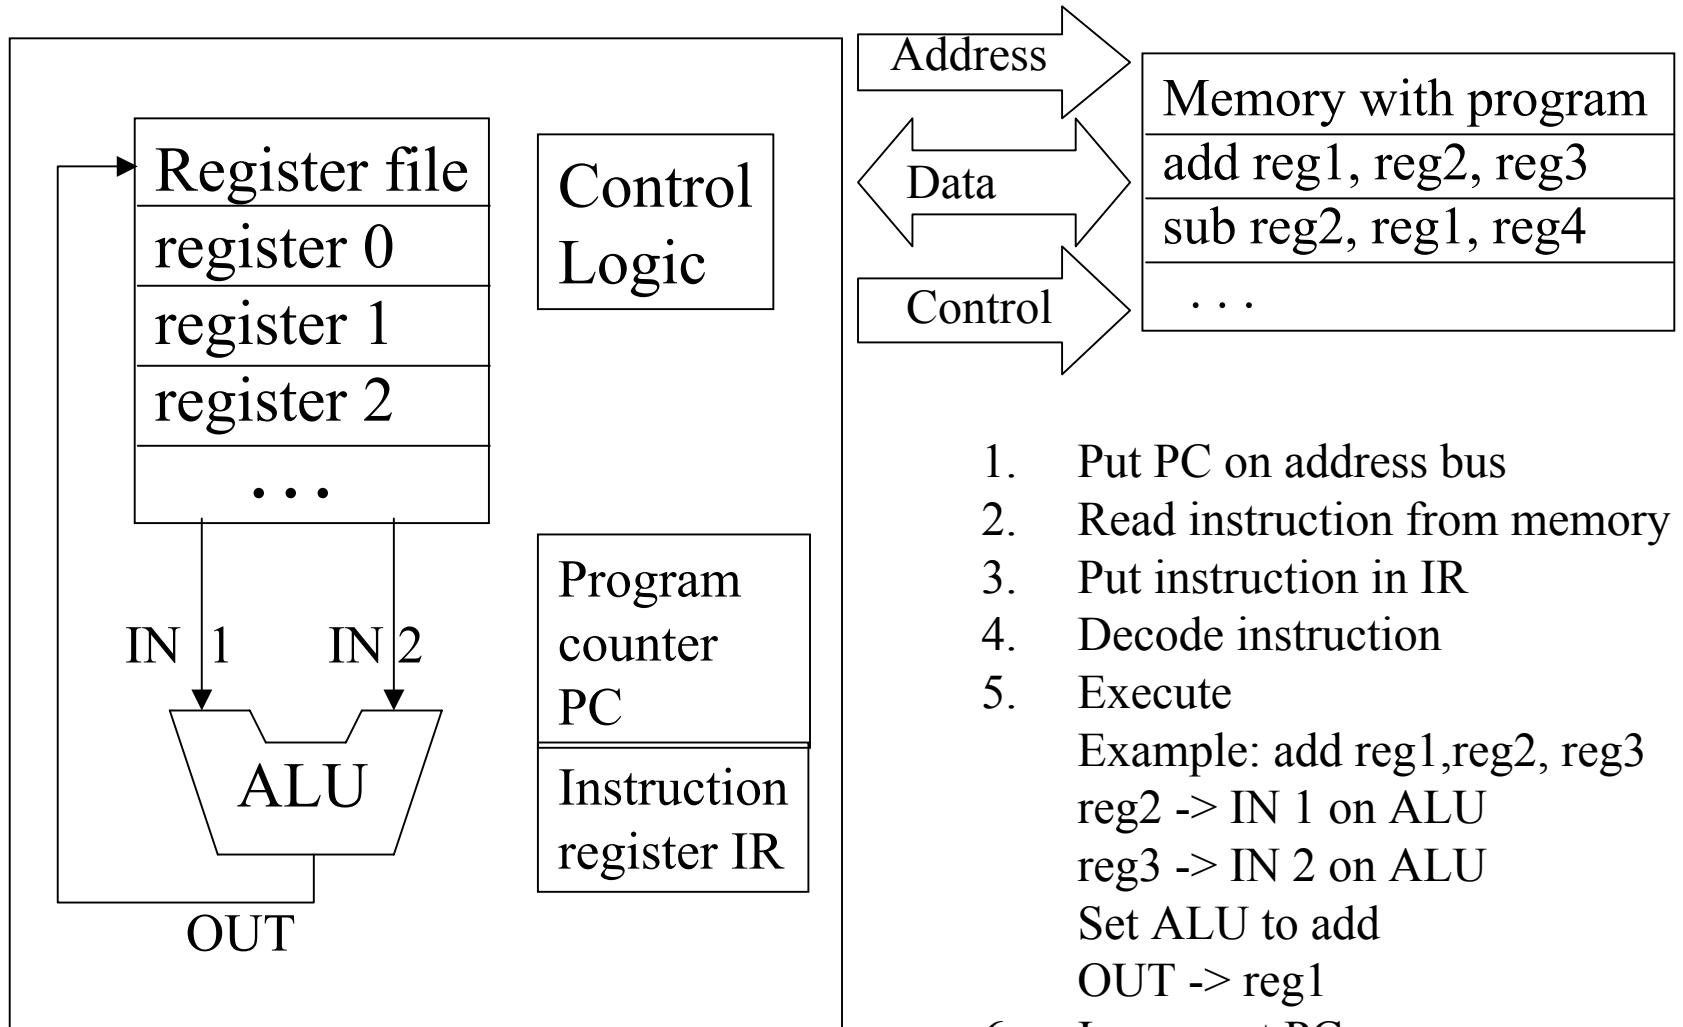 Register file
register 0
register 1
register 2
. . .
IN 1
IN 2
ALU
OUT
Control
Logic
Program
counter
PC
Instruction
register IR
Address
Data
Control
Memory with program
add reg1, reg2, reg3
sub reg2, reg1, reg4
. . .
1. Put PC on address bus
2. Read instruction from memory
3. Put instruction in IR
4. Decode instruction
5. Execute
Example: add reg1,reg2, reg3
reg2 -> IN 1 on ALU
reg3 -> IN 2 on ALU
Set ALU to add
OUT -> reg1